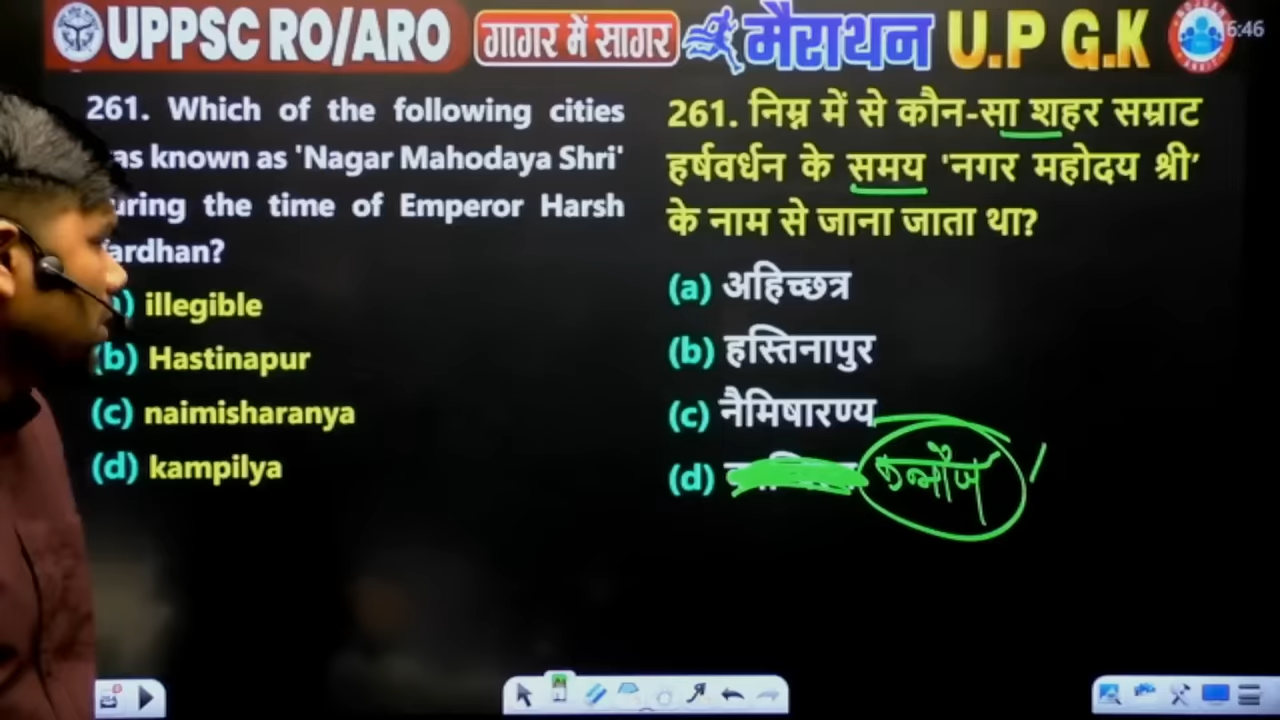 UPPSC RO/ARO गागर में सागर मैराथन U.P G.K
5:46
261. Which of the following cities
as known as 'Nagar Mahodaya Shri'
uring the time of Emperor Harsh
ardhan?
) illegible
(b) Hastinapur
(c) naimisharanya
(d) kampilya
261. निम्न में से कौन-सा शहर सम्राट
हर्षवर्धन के समय 'नगर महोदय श्री’
के नाम से जाना जाता था?
(a) अहिच्छत्र
(b) हस्तिनापुर
(c) नैमिषारण्य
(d) कन्नौज